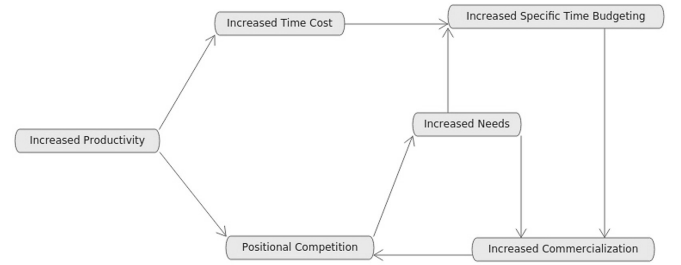 Increased Time Cost
Increased Specific Time Budgeting
Increased Needs
Increased Productivity
Positional Competition
Increased Commercialization